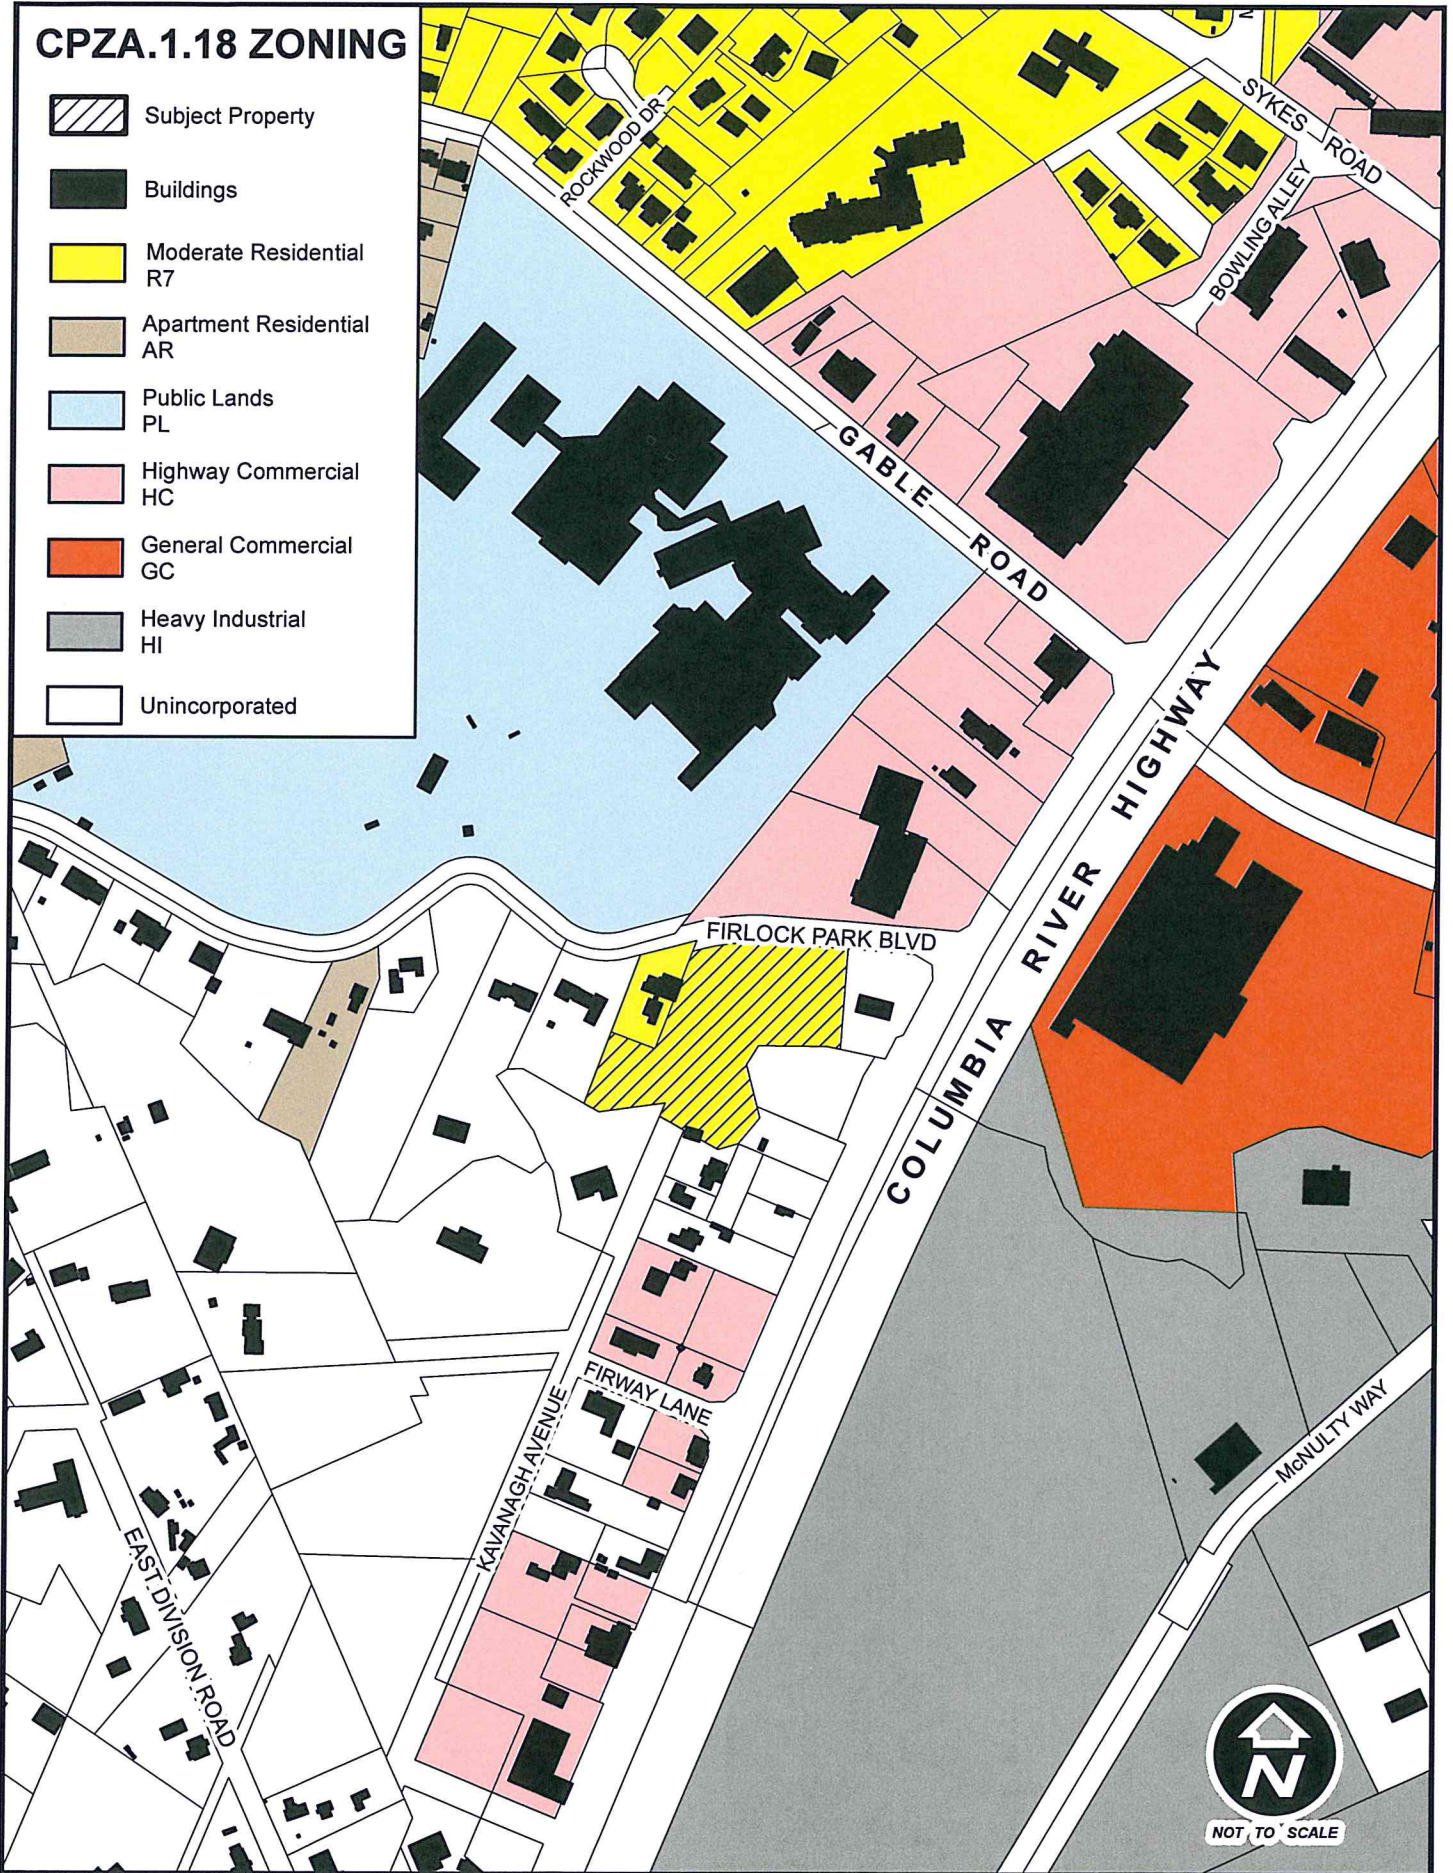 CPZA.1.18 ZONING
Subject Property
Buildings
Moderate Residential
R7
Apartment Residential
AR
Public Lands
PL
Highway Commercial
HC
General Commercial
GC
Heavy Industrial
HI
Unincorporated
N
ROCKWOOD DR
SYKES ROAD
BOWLING ALLEY
GABLE ROAD
COLUMBIA RIVER HIGHWAY
FIRLOCK PARK BLVD
FIRWAY LANE
KAVANAGH AVENUE
EAST DIVISION ROAD
McNULTY WAY
N
NOT TO SCALE